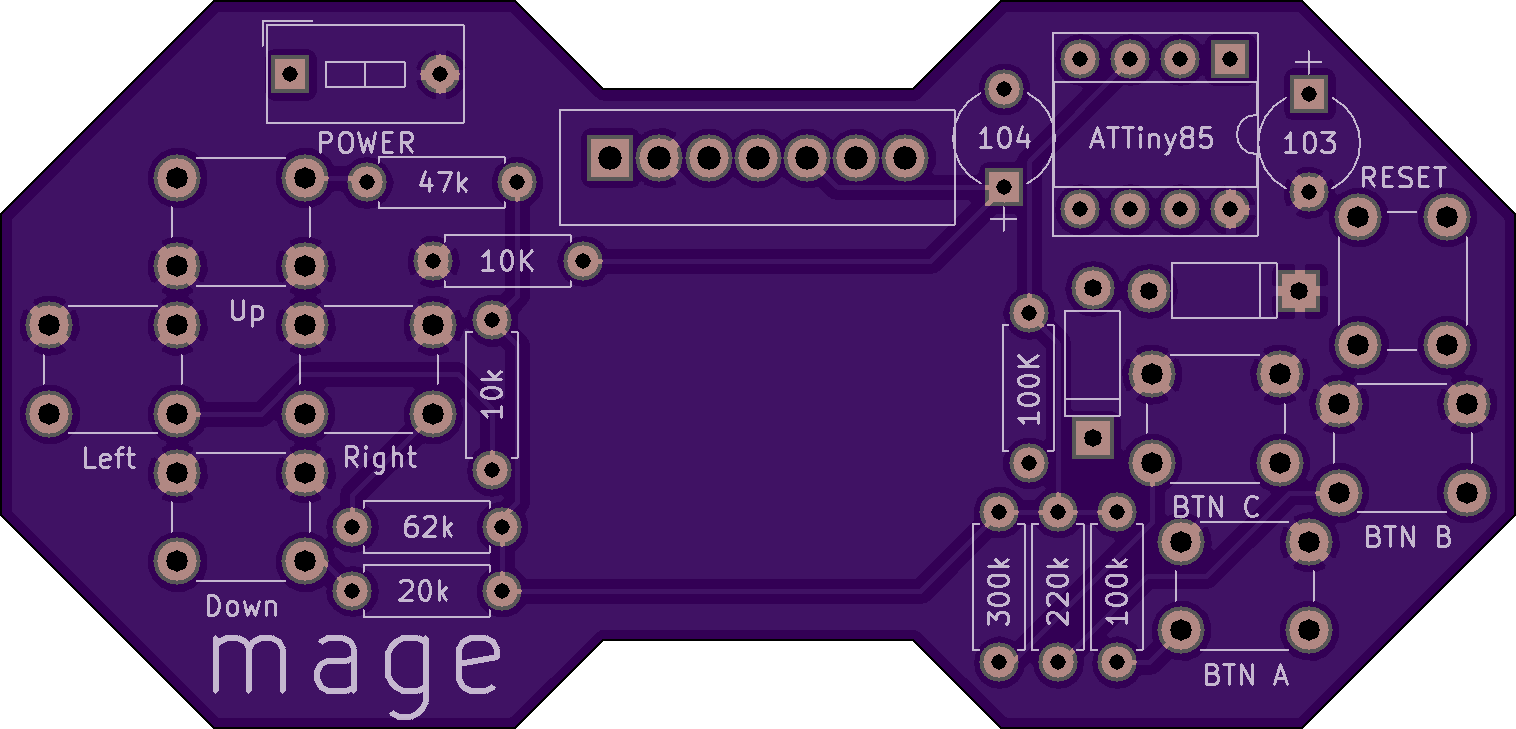 POWER
104
ATTiny85
103
47k
RESET
10K
Up
10k
100K
Left
Right
BTN C
62k
BTN B
20k
300k
220k
100k
Down
mage
BTN A